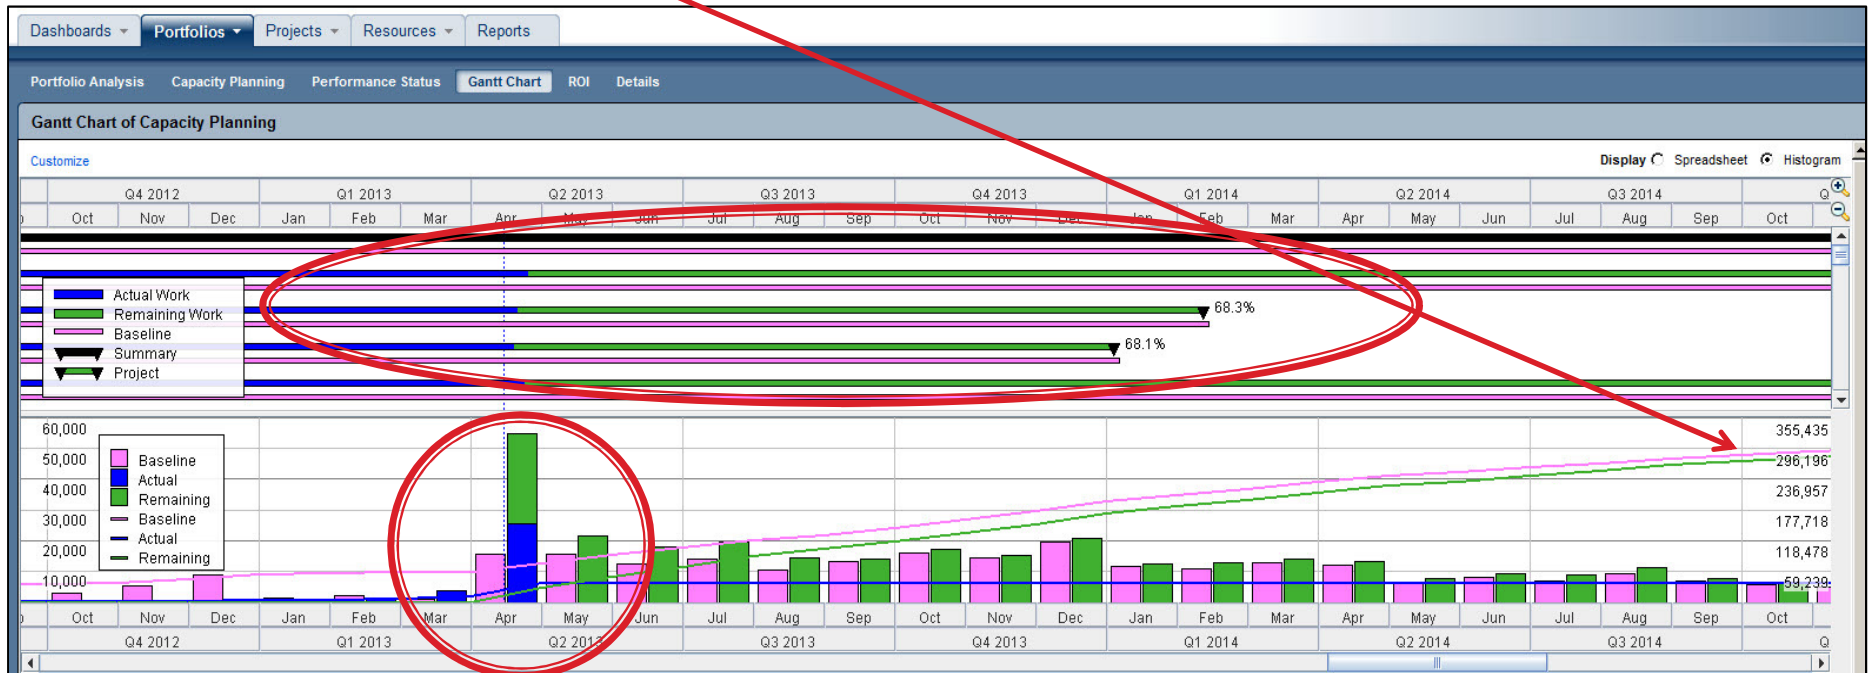 Dashboards Portfolios Projects Resources Reports
Portfolio Analysis Capacity Planning Performance Status Gantt Chart ROI Details
Gantt Chart of Capacity Planning
Customize Display Spreadsheet Histogram
Q4 2012 Q1 2013 Q2 2013 Q3 2013 Q4 2013 Q1 2014 Q2 2014 Q3 2014 Q
Oct Nov Dec Jan Feb Mar Apr May Jun Jul Aug Sep Oct Nov Dec Jan Feb Mar Apr May Jun Jul Aug Sep Oct
Actual Work
Remaining Work
Baseline
Summary
Project
68.3%
68.1%
60,000
50,000
40,000
30,000
20,000
10,000
Baseline
Actual
Remaining
Baseline
Actual
Remaining
355,435
296,196
236,957
177,718
118,478
59,239
Oct Nov Dec Jan Feb Mar Apr May Jun Jul Aug Sep Oct Nov Dec Jan Feb Mar Apr May Jun Jul Aug Sep Oct
Q4 2012 Q1 2013 Q2 2013 Q3 2013 Q4 2013 Q1 2014 Q2 2014 Q3 2014 Q